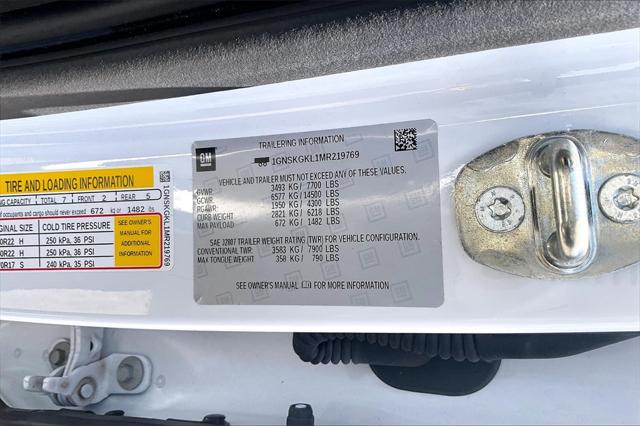 TIRE AND LOADING INFORMATION
NG CAPACITY TOTAL 7 FRONT 2 REAR 5
of occupants and cargo should never exceed 672 kg or 1482 lbs.
GINAL SIZE COLD TIRE PRESSURE
0R22 H 250 kPa, 36 PSI
0R22 H 250 kPa, 36 PSI
0R17 S 240 kPa, 35 PSI
SEE OWNER'S
MANUAL FOR
ADDITIONAL
INFORMATION
1GNSKGKL1MR219769
GM
TRAILERING INFORMATION
1GNSKGKL1MR219769
VEHICLE AND TRAILER MUST NOT EXCEED ANY OF THESE VALUES.
GVWR: 3493 KG/ 7700 LBS
GCWR: 6577 KG/ 14500 LBS
RGAWR: 1950 KG/ 4300 LBS
CURB WEIGHT 2821 KG/ 6218 LBS
MAX PAYLOAD 672 KG/ 1482 LBS
SAE J2807 TRAILER WEIGHT RATING (TWR) FOR VEHICLE CONFIGURATION.
CONVENTIONAL TWR: 3583 KG/ 7900 LBS
MAX TONGUE WEIGHT: 358 KG/ 790 LBS
SEE OWNER'S MANUAL FOR MORE INFORMATION